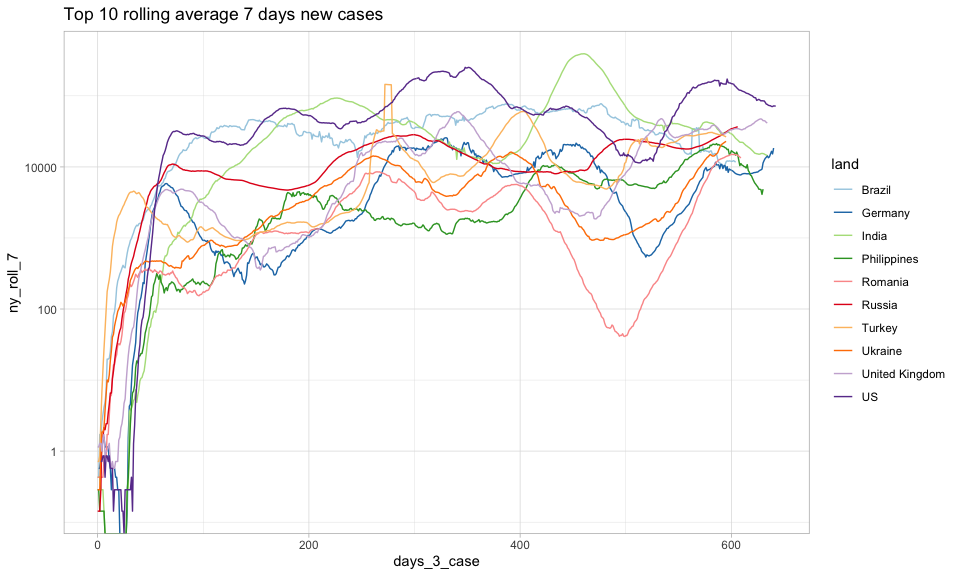 Top 10 rolling average 7 days new cases
ny_roll_7
10000
100
1
0
200
400
600
days_3_case
land
Brazil
Germany
India
Philippines
Romania
Russia
Turkey
Ukraine
United Kingdom
US